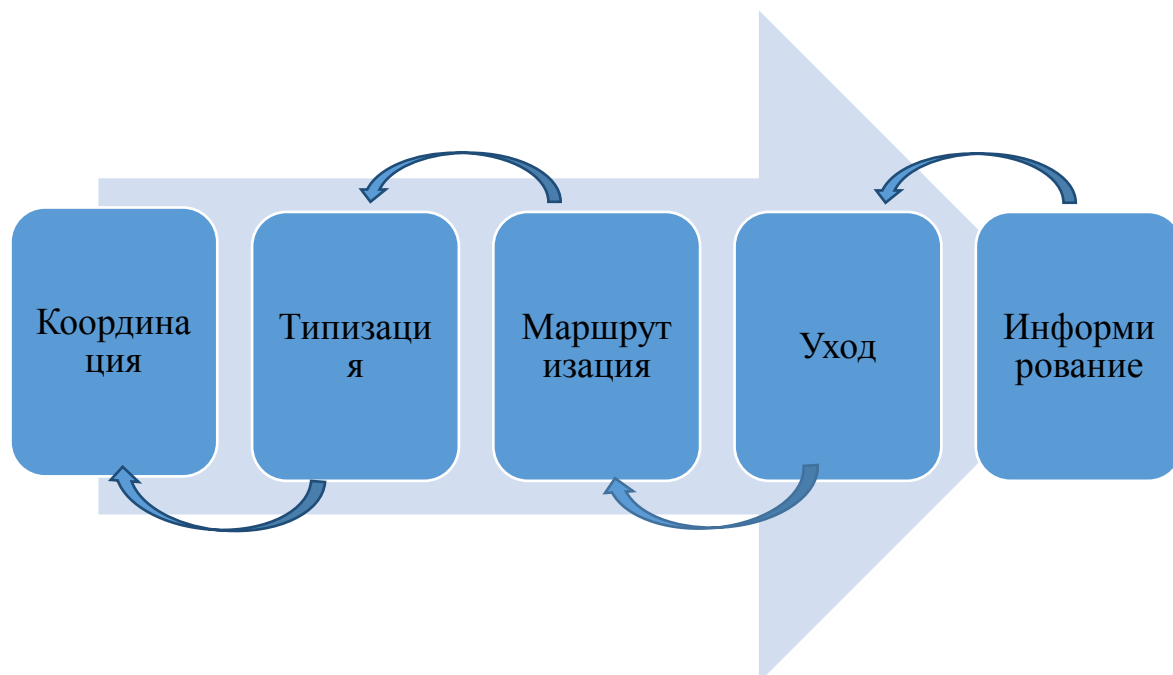 Координа
ция
Типизаци
я
Маршрут
изация
Уход
Информи
рование